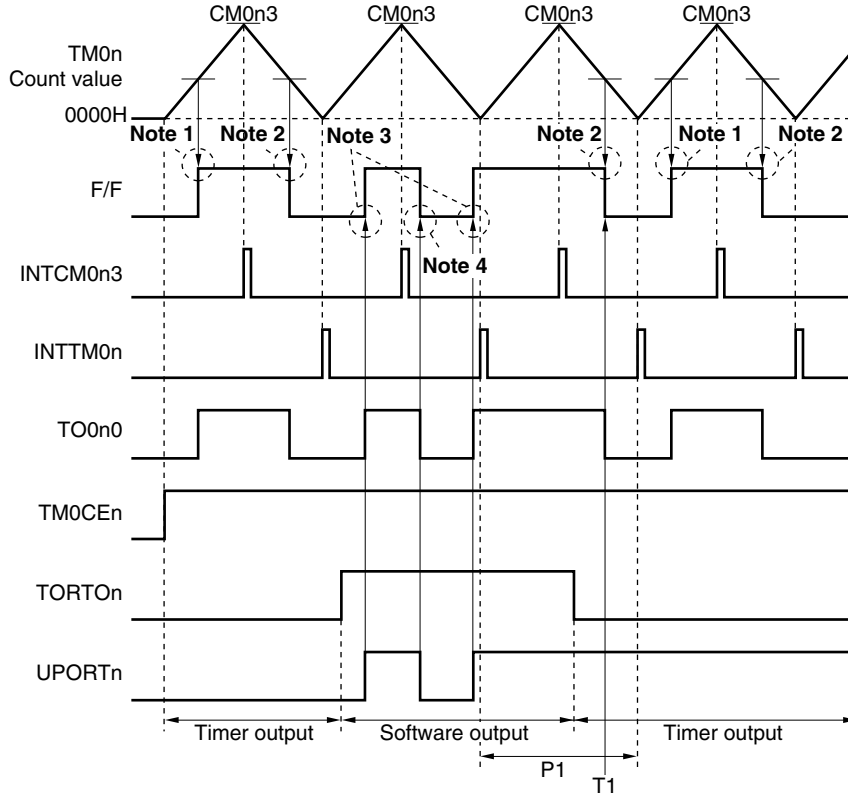 CM0n3 CM0n3 CM0n3 CM0n3
TM0n
Count value
0000H
Note 1 Note 2 Note 3 Note 2 Note 1 Note 2
F/F
Note 4
INTCM0n3
INTTM0n
TO0n0
TM0CEn
TORTOn
UPORTn
Timer output Software output Timer output
P1
T1